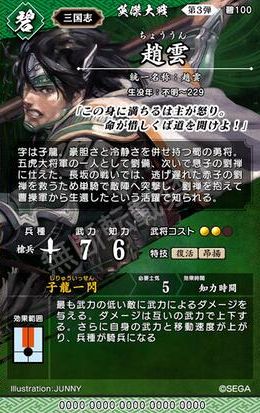 碧
三国志
英傑大戦
第3弾
碧100
ちょううん
趙雲
統一名称：趙雲
生没年：不明～229
「この身に満ちるは主が怒り。
命が惜しくば道を開けよ！」
字は子龍。豪胆さと冷静さを併せ持つ蜀の勇将。
五虎大将軍の一人として劉備、次いで息子の劉禅
に仕えた。長坂の戦いでは、逃げ遅れた赤子の劉
禅を救うため単騎で敵陣へ突撃し、劉禅を抱えて
曹操軍から生還したという活躍で知られる。
兵種 武力 知力 武将コスト
槍兵 7 6 特技 復活 昂揚
しりゅういっせん
子龍一閃
必要士気 5
効果時間 知力時間
効果範囲
最も武力の低い敵に武力によるダメージを
与える。ダメージは互いの武力で上下す
る。さらに自身の武力と移動速度が上が
り、兵種が騎兵になる
Illustration:JUNNY
©SEGA
0000-0000-0000-0000-0000